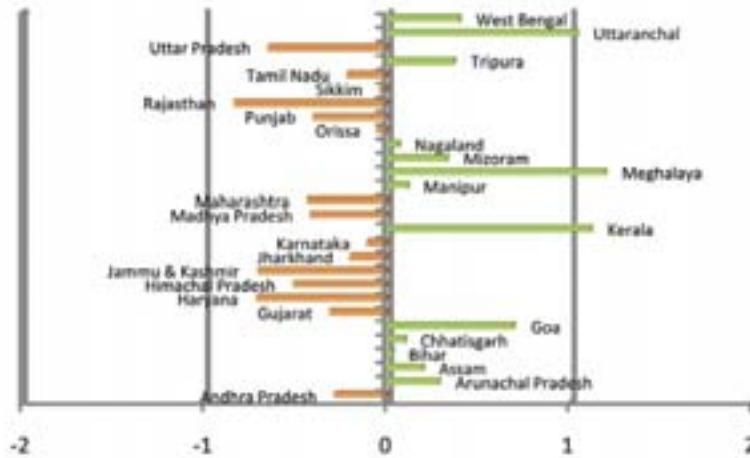 West Bengal
Uttaranchal
Uttar Pradesh
Tripura
Tamil Nadu
Sikkim
Rajasthan
Punjab
Orissa
Nagaland
Mizoram
Meghalaya
Manipur
Maharashtra
Madhya Pradesh
Kerala
Karnataka
Jharkhand
Jammu & Kashmir
Himachal Pradesh
Haryana
Gujarat
Goa
Chhatisgarh
Bihar
Assam
Arunachal Pradesh
Andhra Pradesh
-2 -1 0 1 2